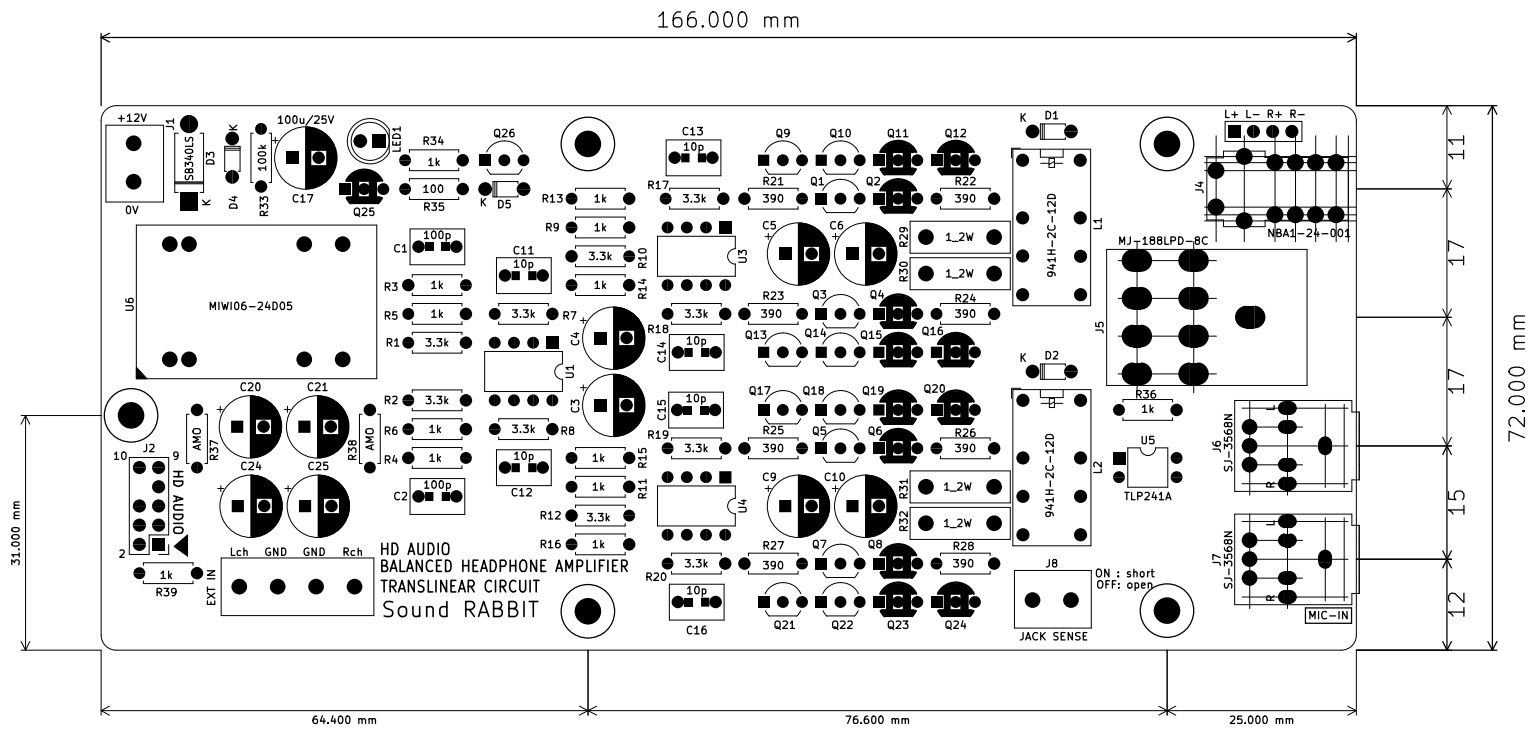 166.000 mm
+12V
0V
J1
SB340LS
K
D3
K
D4
100k
R33
100u/25V
C17
LED1
Q25
R34
1k
100
R35
Q26
K
D5
C13
10p
Q9
Q10
Q11
Q12
K
D1
L+ L- R+ R-
J4
NBA1-24-001
R13
1k
R17
3.3k
R21
390
Q1
Q2
R22
390
R9
1k
3.3k
R10
1k
R14
U3
C5
C6
R29
1_2W
R30
1_2W
941H-2C-12D
L1
MJ-188LPD-8C
J5
U6
MIWI06-24D05
C1
100p
C11
10p
R3
1k
R5
1k
R1
3.3k
3.3k
R7
C4
C3
U1
R18
3.3k
R23
390
Q3
Q4
R24
390
C14
10p
Q13
Q14
Q15
Q16
K
D2
C20
C21
R2
3.3k
R6
1k
R4
1k
3.3k
R8
C15
10p
Q17
Q18
Q19
Q20
R36
1k
J2
10
9
2
HD AUDIO
AMO
R37
R38
AMO
C24
C25
C2
100p
10p
C12
1k
R15
1k
R11
R12
3.3k
R16
1k
R19
3.3k
R25
390
Q5
Q6
R26
390
U4
C9
C10
R31
1_2W
R32
1_2W
941H-2C-12D
L2
U5
TLP241A
J6
SJ-3568N
L
R
J7
SJ-3568N
L
R
MIC-IN
1k
R39
EXT IN
Lch GND GND Rch
HD AUDIO
BALANCED HEADPHONE AMPLIFIER
TRANSLINEAR CIRCUIT
Sound RABBIT
R20
3.3k
R27
390
Q7
Q8
R28
390
10p
C16
Q21
Q22
Q23
Q24
J8
JACK SENSE
ON : short
OFF: open
11
17
17
15
12
72.000 mm
31.000 mm
64.400 mm
76.600 mm
25.000 mm